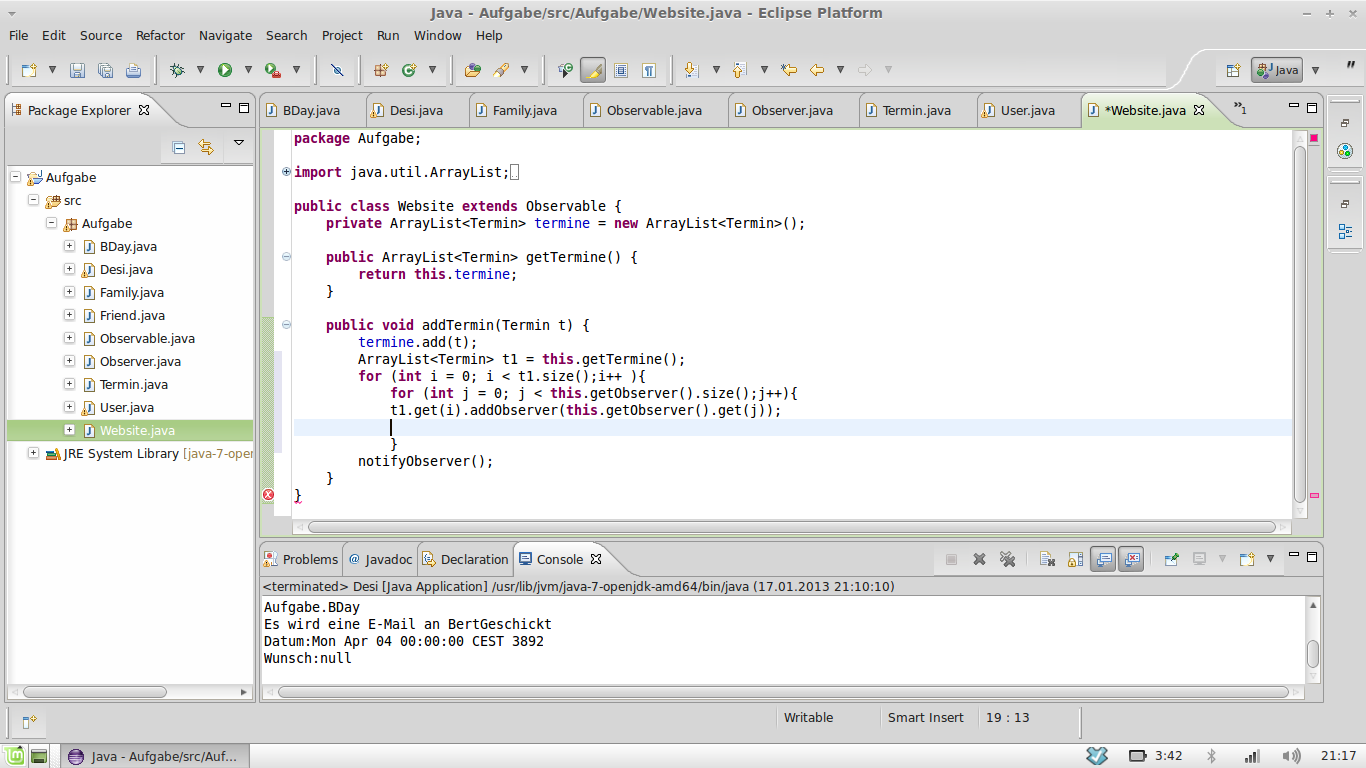 Java - Aufgabe/src/Aufgabe/Website.java - Eclipse Platform
File Edit Source Refactor Navigate Search Project Run Window Help
Java
Package Explorer
BDay.java Desi.java Family.java Observable.java Observer.java Termin.java User.java *Website.java »1
Aufgabe
src
Aufgabe
BDay.java
Desi.java
Family.java
Friend.java
Observable.java
Observer.java
Termin.java
User.java
Website.java
JRE System Library [java-7-oper
package Aufgabe;
import java.util.ArrayList;
public class Website extends Observable {
private ArrayList<Termin> termine = new ArrayList<Termin>();
public ArrayList<Termin> getTermine() {
return this.termine;
}
public void addTermin(Termin t) {
termine.add(t);
ArrayList<Termin> t1 = this.getTermine();
for (int i = 0; i < t1.size();i++ ){
for (int j = 0; j < this.getObserver().size();j++){
t1.get(i).addObserver(this.getObserver().get(j));
}
notifyObserver();
}
}
Problems @ Javadoc Declaration Console
<terminated> Desi [Java Application] /usr/lib/jvm/java-7-openjdk-amd64/bin/java (17.01.2013 21:10:10)
Aufgabe.BDay
Es wird eine E-Mail an BertGeschickt
Datum:Mon Apr 04 00:00:00 CEST 3892
Wunsch:null
Writable Smart Insert 19 : 13
Java - Aufgabe/src/Auf... 3:42 21:17